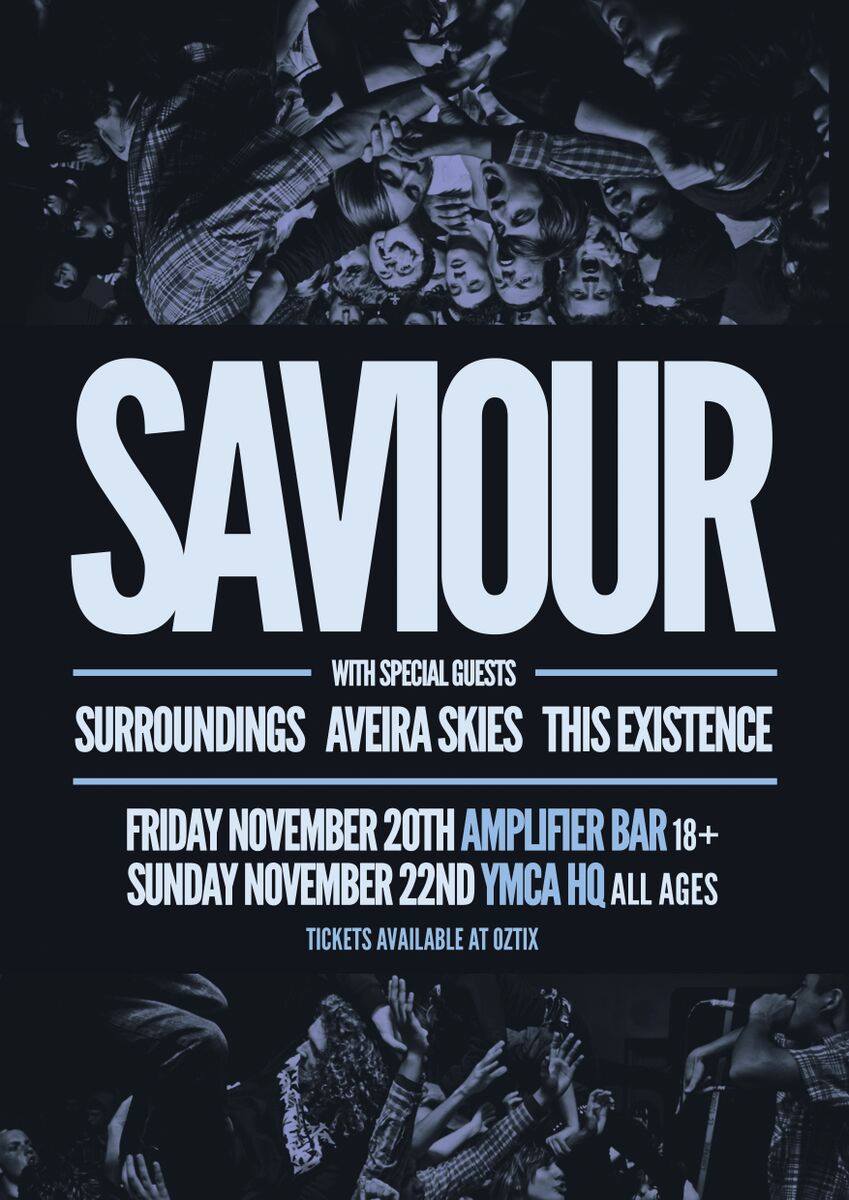 SAVIOUR
WITH SPECIAL GUESTS
SURROUNDINGS AVEIRA SKIES THIS EXISTENCE
FRIDAY NOVEMBER 20TH AMPLIFIER BAR 18+
SUNDAY NOVEMBER 22ND YMCA HQ ALL AGES
TICKETS AVAILABLE AT OZTIX